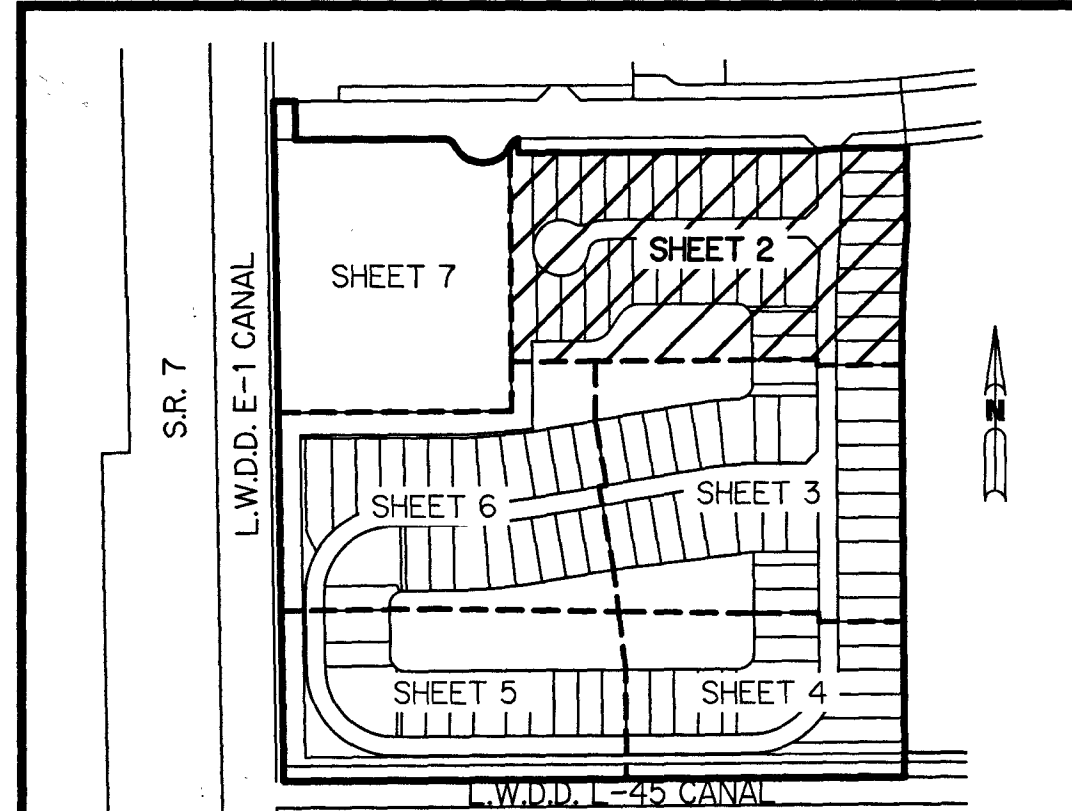 SHEET 2
SHEET 7
L.W.D.D. E-1 CANAL
S.R. 7
N
SHEET 6
SHEET 3
SHEET 5
SHEET 4
L.W.D.D. L-45 CANAL